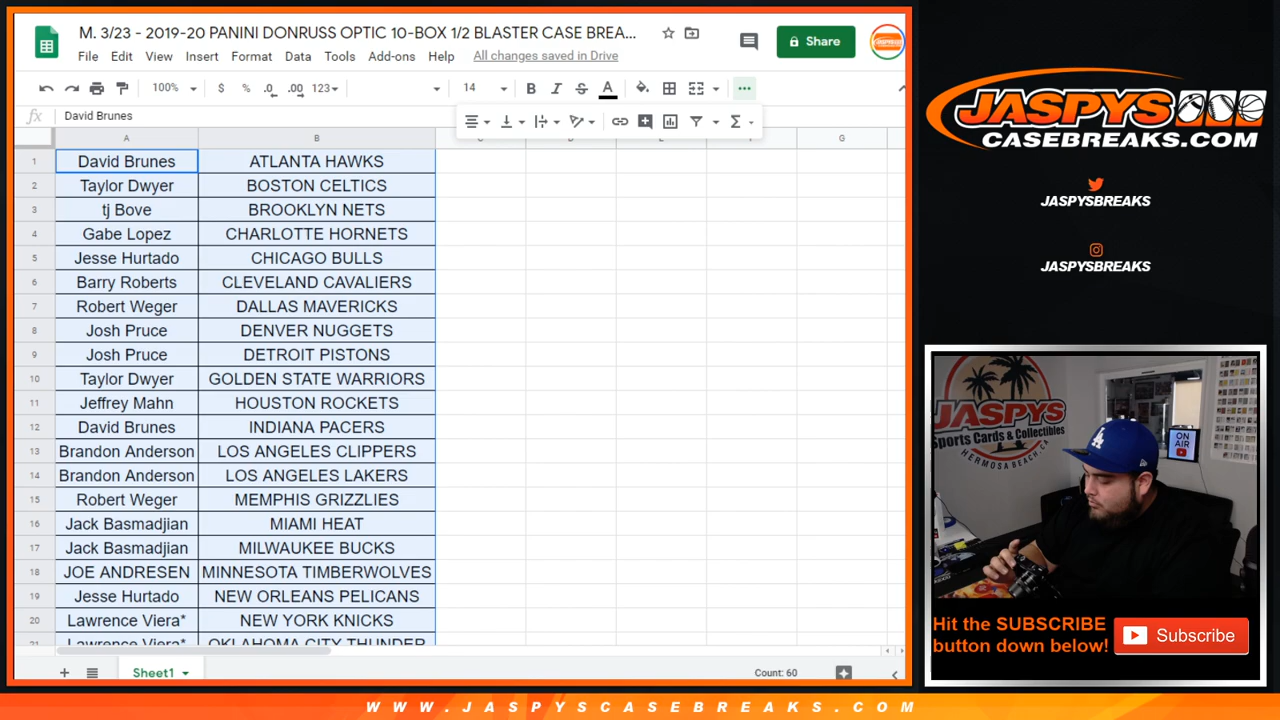 M. 3/23 - 2019-20 PANINI DONRUSS OPTIC 10-BOX 1/2 BLASTER CASE BREA...
File Edit View Insert Format Data Tools Add-ons Help All changes saved in Drive
Share
100% $ % .0 .00 123 14 B I S A
fx David Brunes
A B G
1 David Brunes ATLANTA HAWKS
2 Taylor Dwyer BOSTON CELTICS
3 tj Bove BROOKLYN NETS
4 Gabe Lopez CHARLOTTE HORNETS
5 Jesse Hurtado CHICAGO BULLS
6 Barry Roberts CLEVELAND CAVALIERS
7 Robert Weger DALLAS MAVERICKS
8 Josh Pruce DENVER NUGGETS
9 Josh Pruce DETROIT PISTONS
10 Taylor Dwyer GOLDEN STATE WARRIORS
11 Jeffrey Mahn HOUSTON ROCKETS
12 David Brunes INDIANA PACERS
13 Brandon Anderson LOS ANGELES CLIPPERS
14 Brandon Anderson LOS ANGELES LAKERS
15 Robert Weger MEMPHIS GRIZZLIES
16 Jack Basmadjian MIAMI HEAT
17 Jack Basmadjian MILWAUKEE BUCKS
18 JOE ANDRESEN MINNESOTA TIMBERWOLVES
19 Jesse Hurtado NEW ORLEANS PELICANS
20 Lawrence Viera* NEW YORK KNICKS
21 Lawrence Viera* OKLAHOMA CITY THUNDER
Sheet1 Count: 60
JASPYS
CASEBREAKS.COM
JASPYSBREAKS
JASPYSBREAKS
JASPYS
Sports Cards & Collectibles
HERMOSA BEACH, CA
ON
AIR
LA
Hit the SUBSCRIBE
button down below!
Subscribe
WWW.JASPYSCASEBREAKS.COM